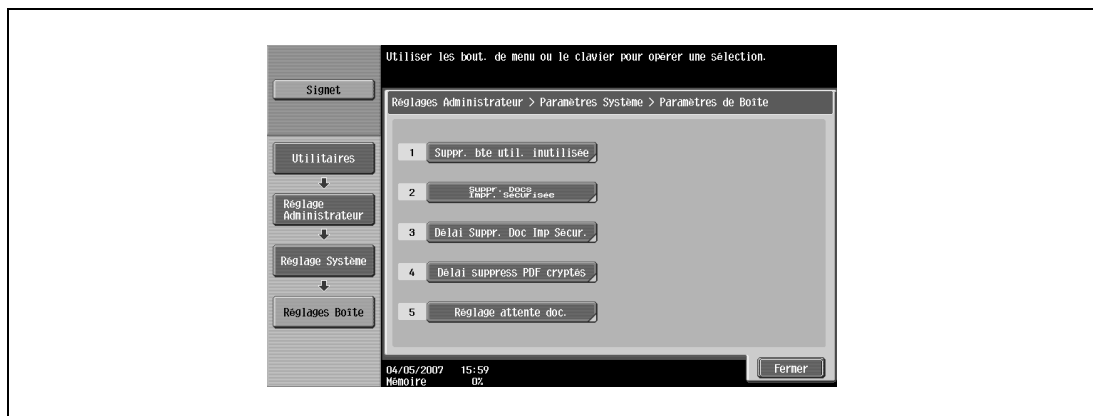 Utiliser les bout. de menu ou le clavier pour opérer une sélection.
Signet
Réglages Administrateur > Paramètres Système > Paramètres de Boîte
Utilitaires
Réglage
Administrateur
Réglage Système
Réglages Boîte
1 Suppr. bte util. inutilisée
2 Suppr. Docs
Impr. Sécurisée
3 Délai Suppr. Doc Imp Sécur.
4 Délai suppress PDF cryptés
5 Réglage attente doc.
04/05/2007 15:59
Mémoire 0%
Fermer